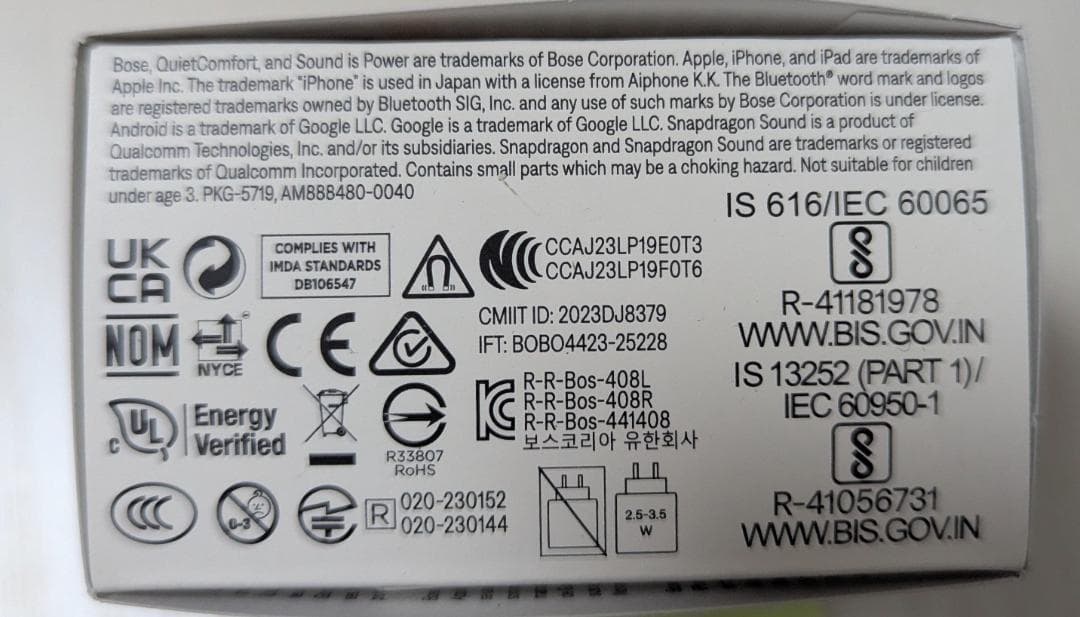 Bose, QuietComfort, and Sound is Power are trademarks of Bose Corporation. Apple, iPhone, and iPad are trademarks of
Apple Inc. The trademark "iPhone" is used in Japan with a license from Aiphone K.K. The Bluetooth® word mark and logos
are registered trademarks owned by Bluetooth SIG, Inc. and any use of such marks by Bose Corporation is under license.
Android is a trademark of Google LLC. Google is a trademark of Google LLC. Snapdragon Sound is a product of
Qualcomm Technologies, Inc. and/or its subsidiaries. Snapdragon and Snapdragon Sound are trademarks or registered
trademarks of Qualcomm Incorporated. Contains small parts which may be a choking hazard. Not suitable for children
under age 3. PKG-5719, AM888480-0040
UK
CA
COMPLIES WITH
IMDA STANDARDS
DB106547
CCAJ23LP19E0T3
CCAJ23LP19F0T6
NOM
NYCE
CE
CMIIT ID: 2023DJ8379
IFT: BOBO4423-25228
c UL
Energy
Verified
R33807
RoHS
R-R-Bos-408L
R-R-Bos-408R
R-R-Bos-441408
보스코리아 유한회사
CCC
0-3
R
020-230152
020-230144
2.5-3.5
W
IS 616/IEC 60065
R-41181978
WWW.BIS.GOV.IN
IS 13252 (PART 1)/
IEC 60950-1
R-41056731
WWW.BIS.GOV.IN